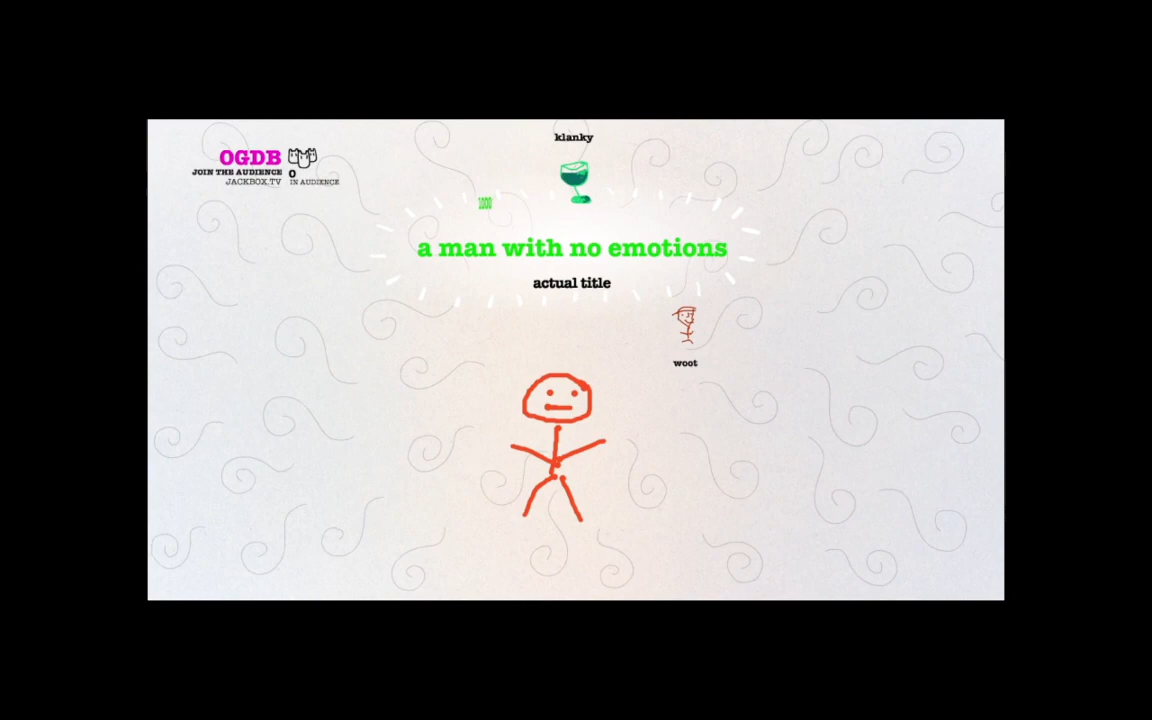 klanky
OGDB
JOIN THE AUDIENCE
JACKBOX.TV
0
IN AUDIENCE
1000
a man with no emotions
actual title
woot